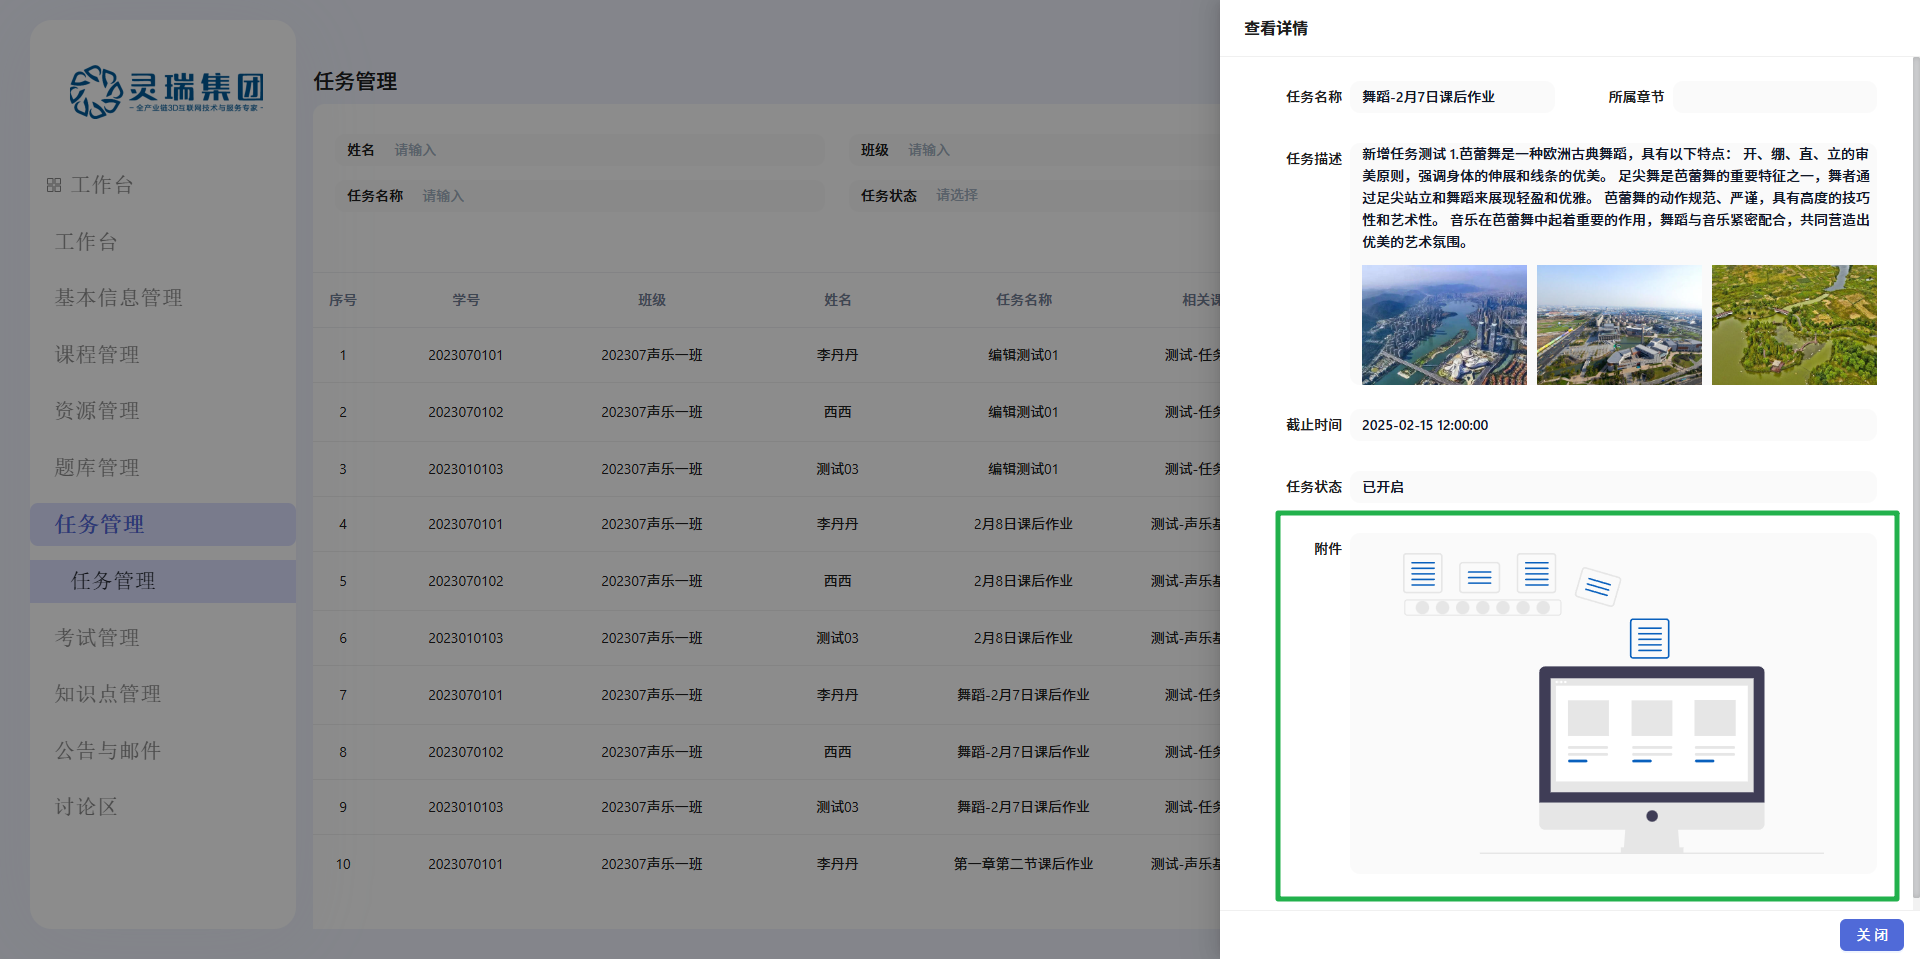 灵瑞集团
- 全产业链3D互联网技术与服务专家 -
工作台
工作台
基本信息管理
课程管理
资源管理
题库管理
任务管理
任务管理
考试管理
知识点管理
公告与邮件
讨论区
任务管理
姓名 请输入 班级 请输入
任务名称 请输入 任务状态 请选择
序号 学号 班级 姓名 任务名称 相关课
1 2023070101 202307声乐一班 李丹丹 编辑测试01 测试-任务
2 2023070102 202307声乐一班 西西 编辑测试01 测试-任务
3 2023010103 202307声乐一班 测试03 编辑测试01 测试-任务
4 2023070101 202307声乐一班 李丹丹 2月8日课后作业 测试-声乐基
5 2023070102 202307声乐一班 西西 2月8日课后作业 测试-声乐基
6 2023010103 202307声乐一班 测试03 2月8日课后作业 测试-声乐基
7 2023070101 202307声乐一班 李丹丹 舞蹈-2月7日课后作业 测试-任务
8 2023070102 202307声乐一班 西西 舞蹈-2月7日课后作业 测试-任务
9 2023010103 202307声乐一班 测试03 舞蹈-2月7日课后作业 测试-任务
10 2023070101 202307声乐一班 李丹丹 第一章第二节课后作业 测试-声乐基
查看详情
任务名称 舞蹈-2月7日课后作业 所属章节
任务描述 新增任务测试 1.芭蕾舞是一种欧洲古典舞蹈，具有以下特点： 开、绷、直、立的审
美原则，强调身体的伸展和线条的优美。 足尖舞是芭蕾舞的重要特征之一，舞者通
过足尖站立和舞蹈来展现轻盈和优雅。 芭蕾舞的动作规范、严谨，具有高度的技巧
性和艺术性。 音乐在芭蕾舞中起着重要的作用，舞蹈与音乐紧密配合，共同营造出
优美的艺术氛围。
截止时间 2025-02-15 12:00:00
任务状态 已开启
附件
关 闭